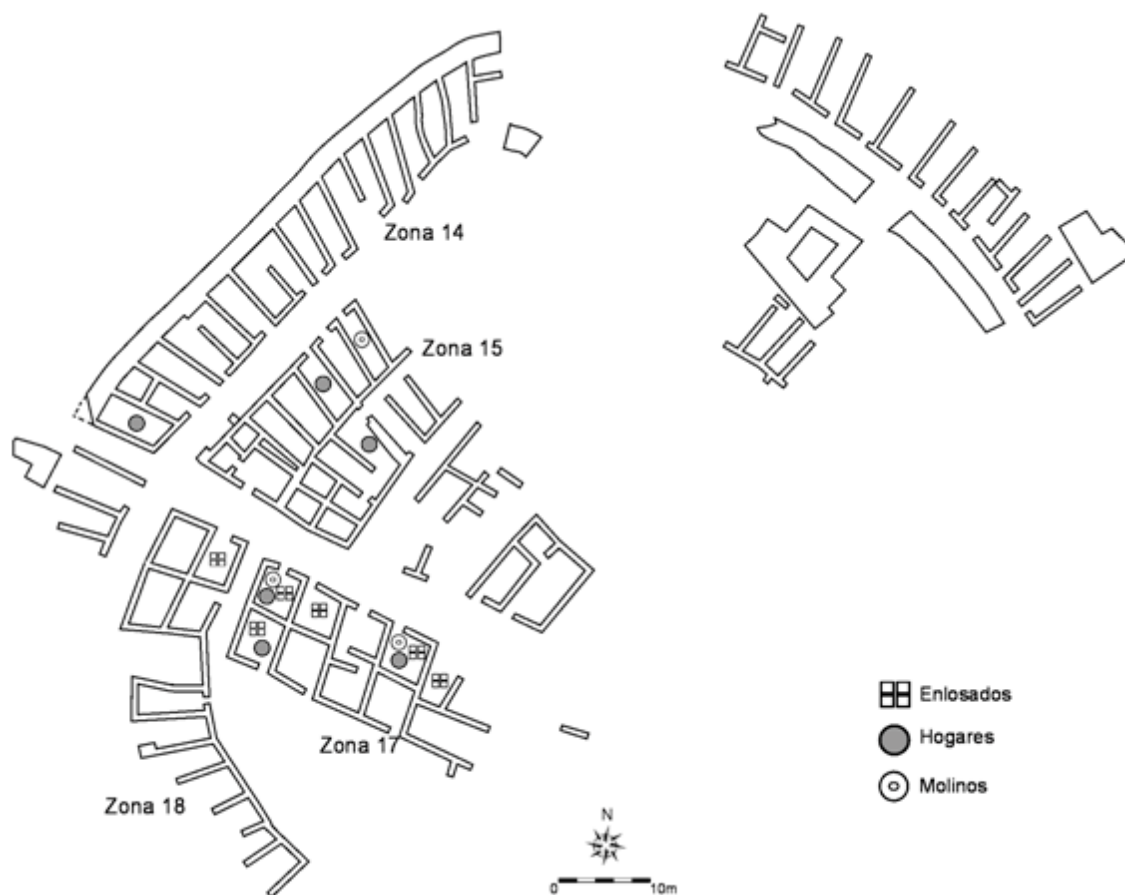 Zona 14
Zona 15
Zona 17
Zona 18
Enlosados
Hogares
Molinos
N
0 10m